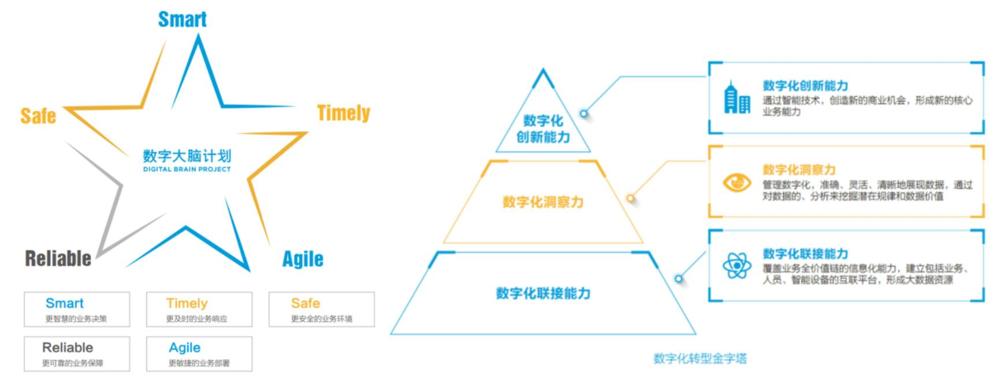 Smart
Safe
Timely
数字大脑计划
DIGITAL BRAIN PROJECT
Reliable
Agile
Smart
更智慧的业务决策
Timely
更及时的业务响应
Safe
更安全的业务环境
Reliable
更可靠的业务保障
Agile
更敏捷的业务部署
数字化
创新能力
数字化洞察力
数字化联接能力
数字化创新能力
通过智能技术，创造新的商业机会，形成新的核心
业务能力
数字化洞察力
管理数字化，准确、灵活、清晰地展现数据，通过
对数据的、分析来挖掘潜在规律和数据价值
数字化联接能力
覆盖业务全价值链的信息化能力，建立包括业务、
人员、智能设备的互联平台，形成大数据资源
数字化转型金字塔